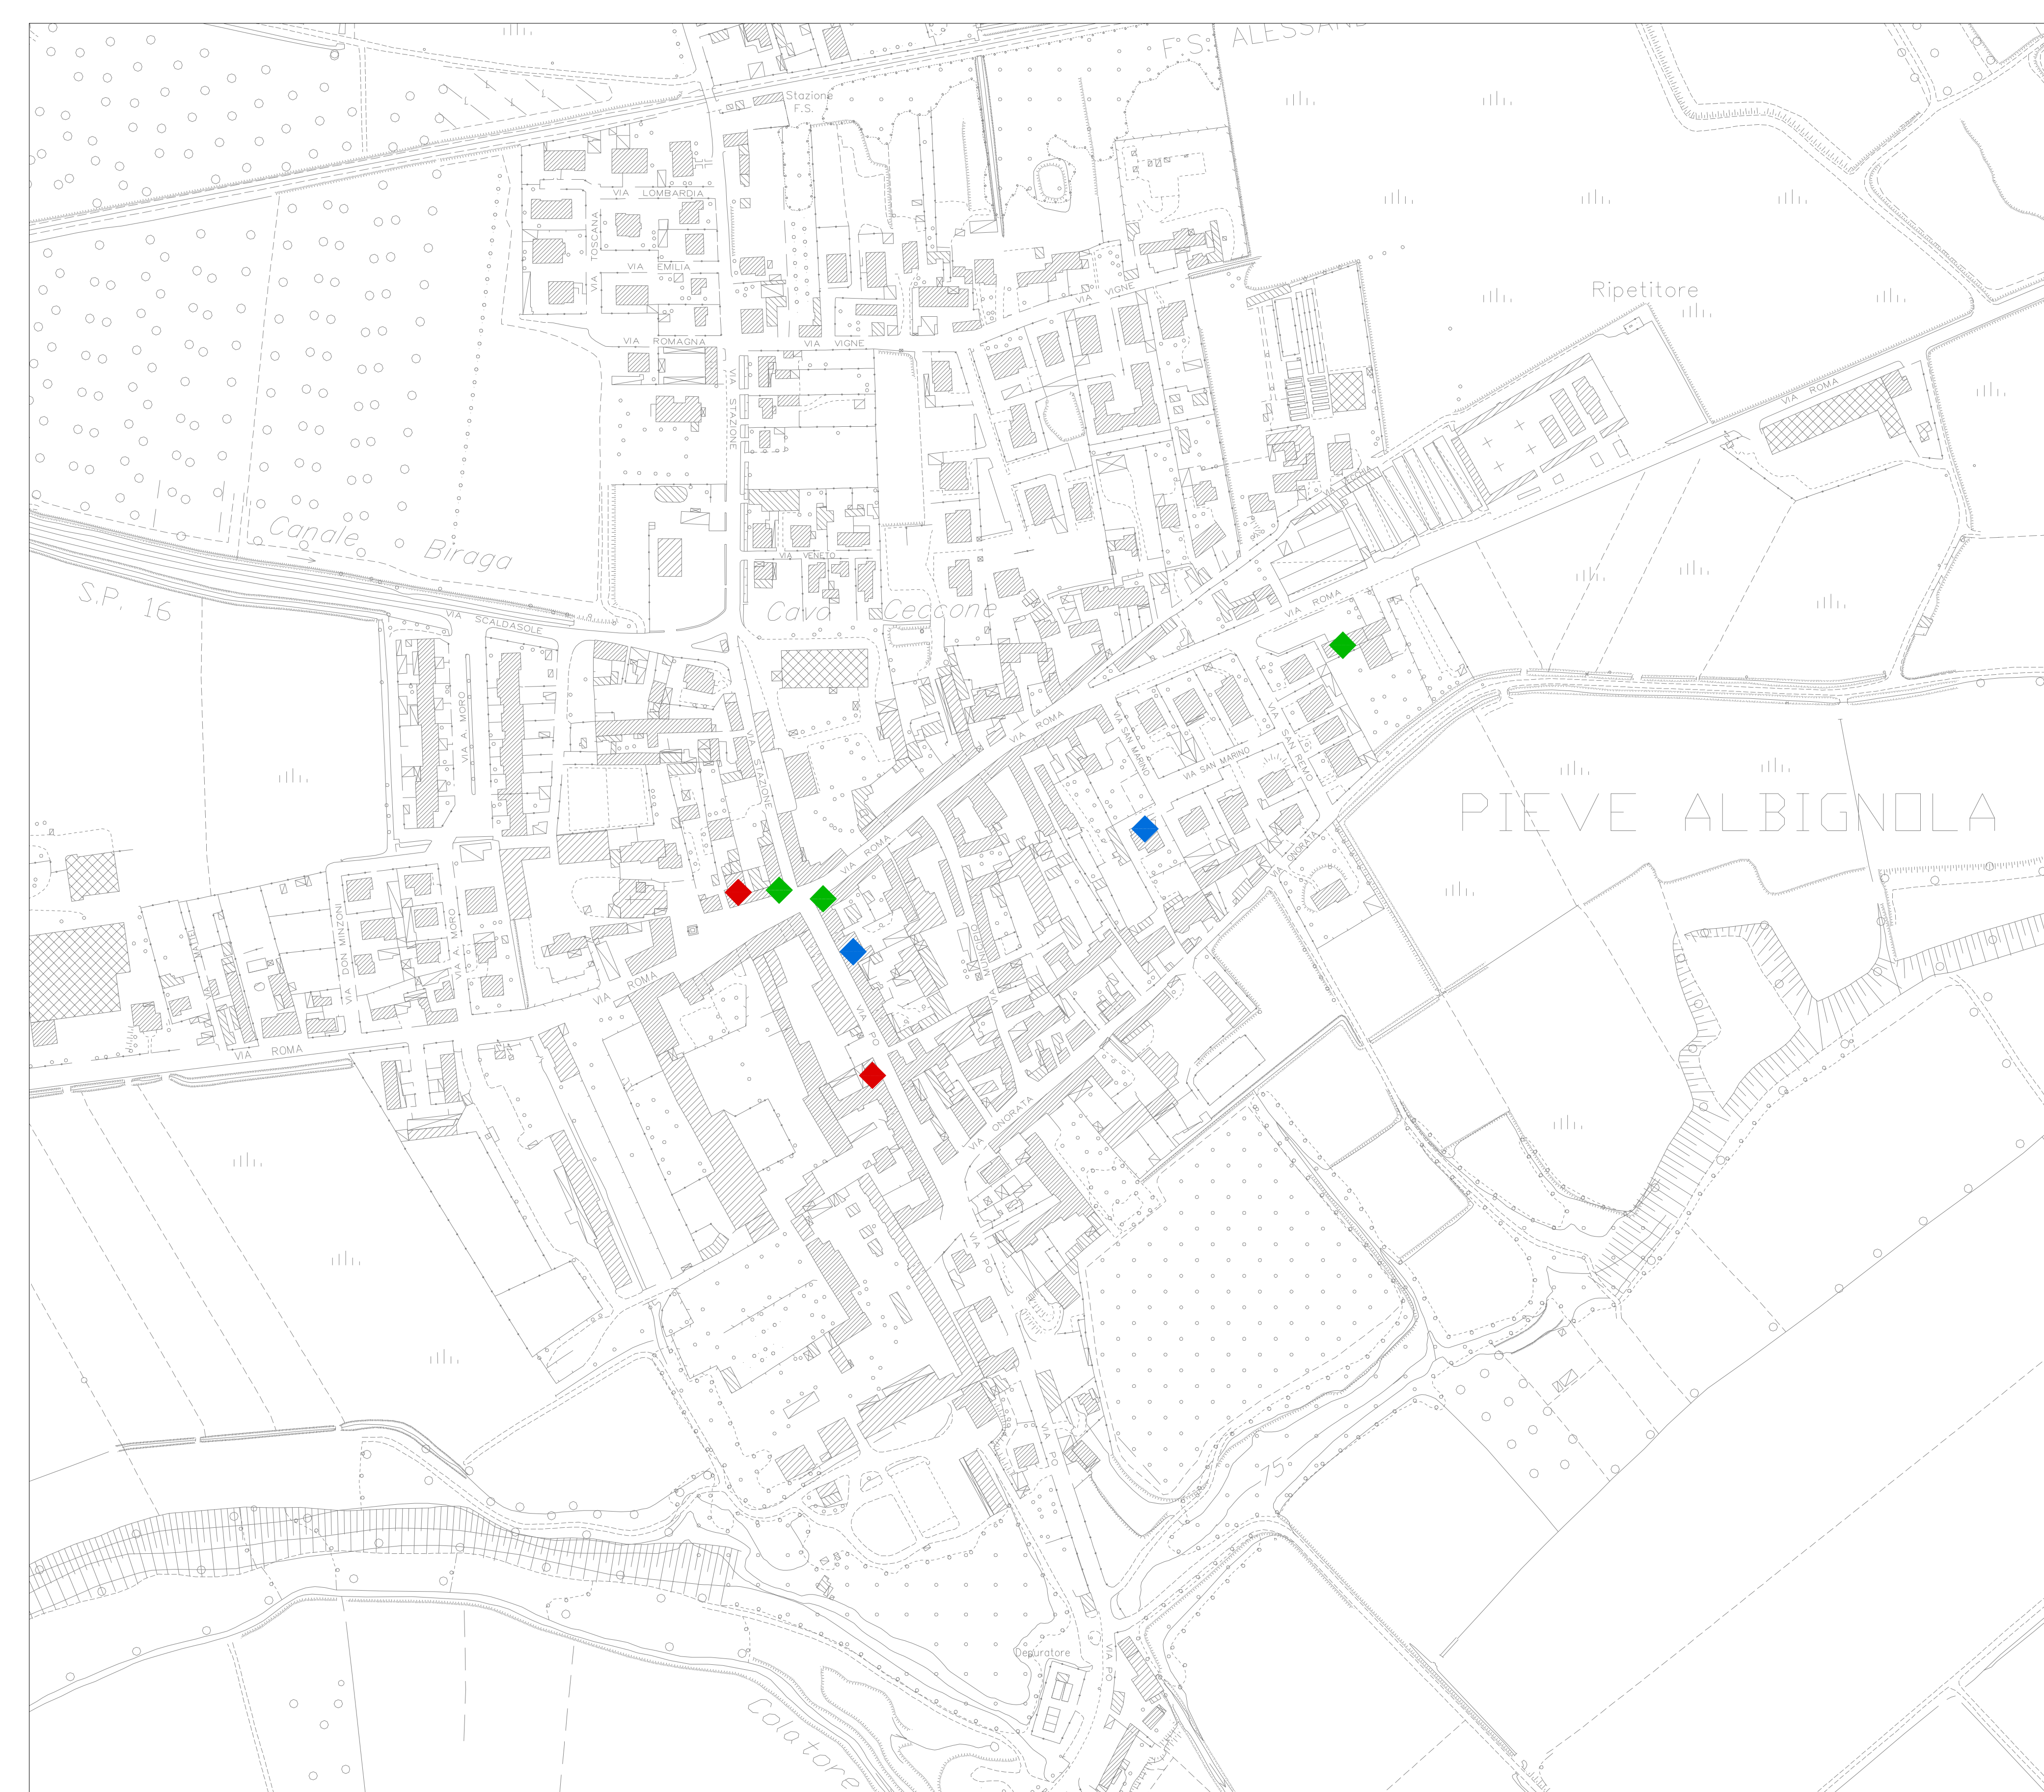 F.S. ALESSAND
Stazione
F.S.
VIA LOMBARDIA
VIA TOSCANA
VIA EMILIA
VIA VIGNE
Ripetitore
VIA ROMAGNA
VIA VIGNE
VIA STAZIONE
VIA ROMA
Canale Biraga
VIA VENETO
S.P. 16
VIA SCALDASOLE
Cava Ceccone
VIA ROMA
VIA A. MORO
VIA ROMA
VIA SAN MARINO
VIA SAN REMO
VIA SAN MARINO
VIA STAZIONE
PIEVE ALBIGNOLA
VIA ROMA
VIA ONORATA
VIA DON MINZONI
VIA A. MORO
VIA MUNICIPIO
VIA ROMA
VIA PO
VIA ROMA
VIA ONORATA
VIA PO
VIA PO
75
Depuratore
VIA PO
Colatore